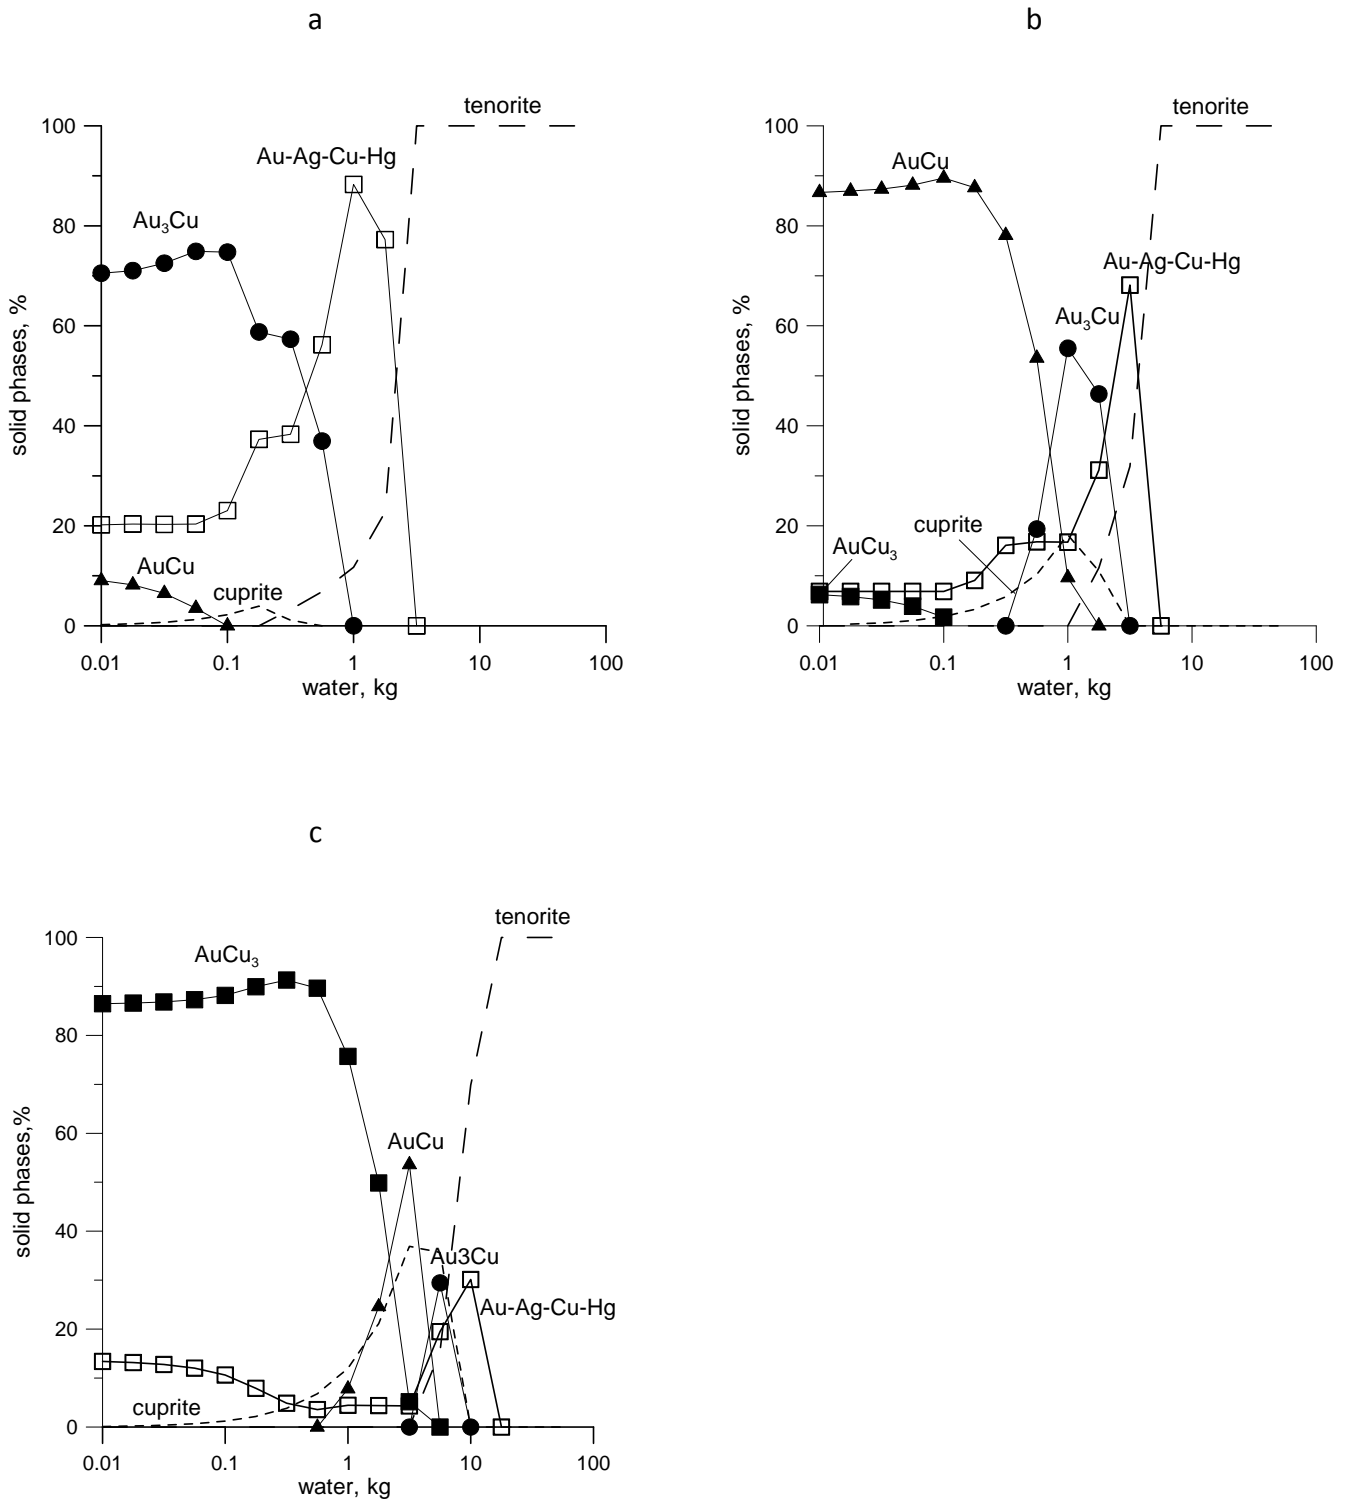 a
tenorite
100
Au-Ag-Cu-Hg
Au₃Cu
80
60
solid phases, %
40
20
AuCu
cuprite
0
0.01 0.1 1 10 100
water, kg
b
tenorite
100
AuCu
80
Au-Ag-Cu-Hg
Au₃Cu
60
solid phases, %
40
20
cuprite
AuCu₃
0
0.01 0.1 1 10 100
water, kg
c
tenorite
100
AuCu₃
80
60
solid phases,%
AuCu
40
Au3Cu
Au-Ag-Cu-Hg
20
cuprite
0
0.01 0.1 1 10 100
water, kg